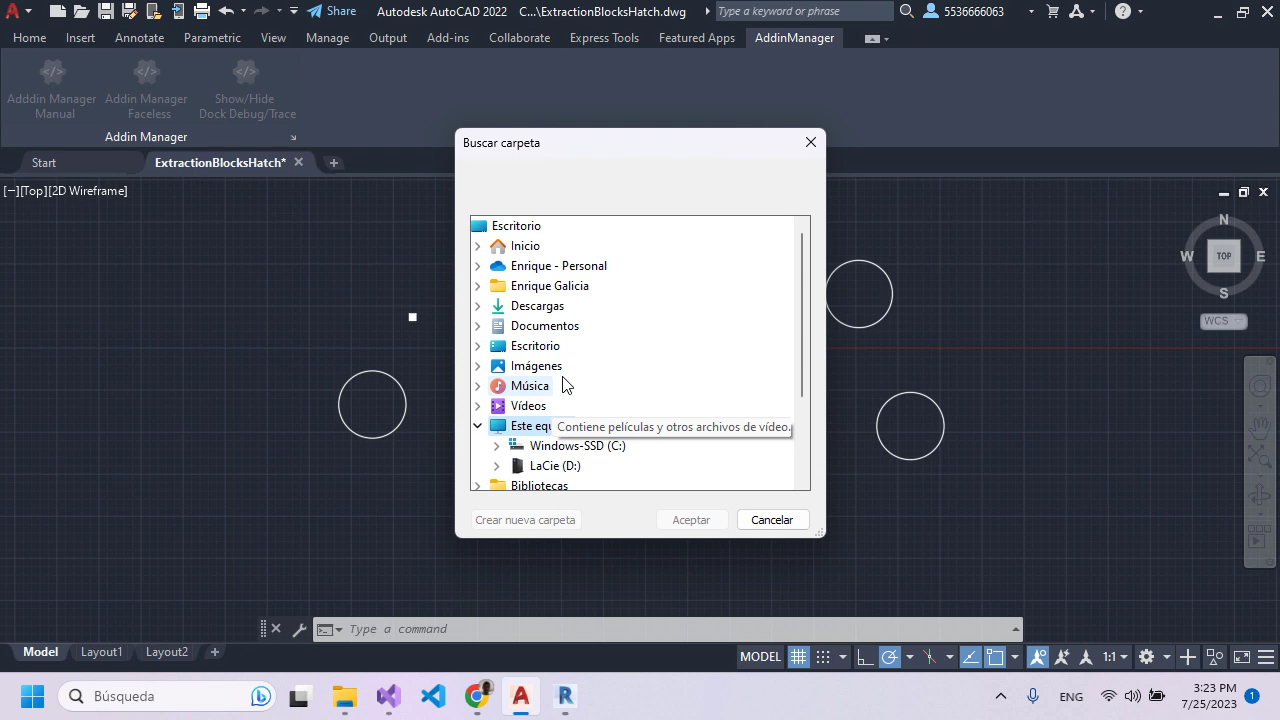 Share
Autodesk AutoCAD 2022
C...\ExtractionBlocksHatch.dwg
Type a keyword or phrase
5536666063
Home
Insert
Annotate
Parametric
View
Manage
Output
Add-ins
Collaborate
Express Tools
Featured Apps
AddinManager
Adddin Manager
Manual
Addin Manager
Faceless
Show/Hide
Dock Debug/Trace
Addin Manager
Start
ExtractionBlocksHatch*
[−][Top][2D Wireframe]
Buscar carpeta
Escritorio
Inicio
Enrique - Personal
Enrique Galicia
Descargas
Documentos
Escritorio
Imágenes
Música
Vídeos
Este equ
Contiene películas y otros archivos de vídeo.
Windows-SSD (C:)
LaCie (D:)
Bibliotecas
Crear nueva carpeta
Aceptar
Cancelar
N
W
TOP
E
S
WCS
Type a command
Model
Layout1
Layout2
MODEL
1:1
Búsqueda
ENG
3:23 PM
7/25/2023
1